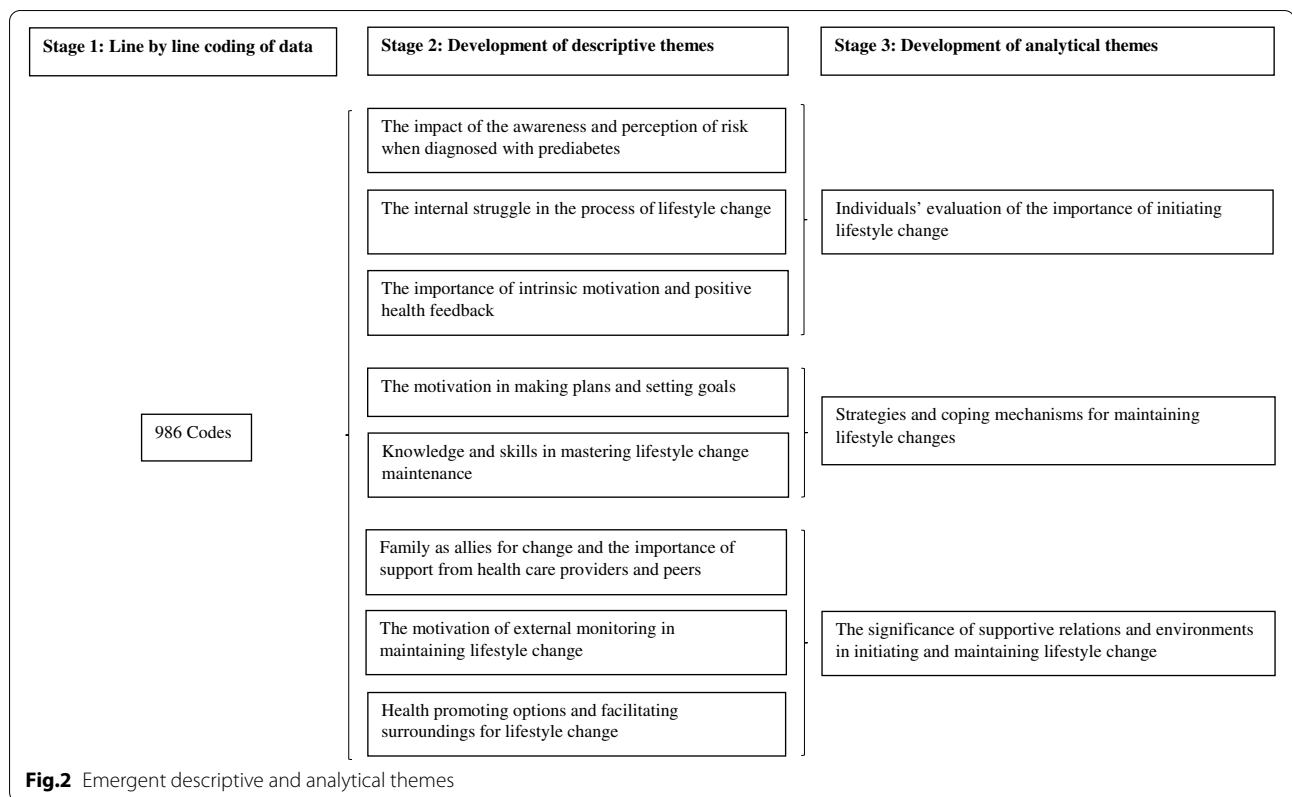 Stage 1: Line by line coding of data
Stage 2: Development of descriptive themes
Stage 3: Development of analytical themes
986 Codes
The impact of the awareness and perception of risk
when diagnosed with prediabetes
The internal struggle in the process of lifestyle change
The importance of intrinsic motivation and positive
health feedback
The motivation in making plans and setting goals
Knowledge and skills in mastering lifestyle change
maintenance
Family as allies for change and the importance of
support from health care providers and peers
The motivation of external monitoring in
maintaining lifestyle change
Health promoting options and facilitating
surroundings for lifestyle change
Individuals’ evaluation of the importance of initiating
lifestyle change
Strategies and coping mechanisms for maintaining
lifestyle changes
The significance of supportive relations and environments
in initiating and maintaining lifestyle change
Fig.2 Emergent descriptive and analytical themes